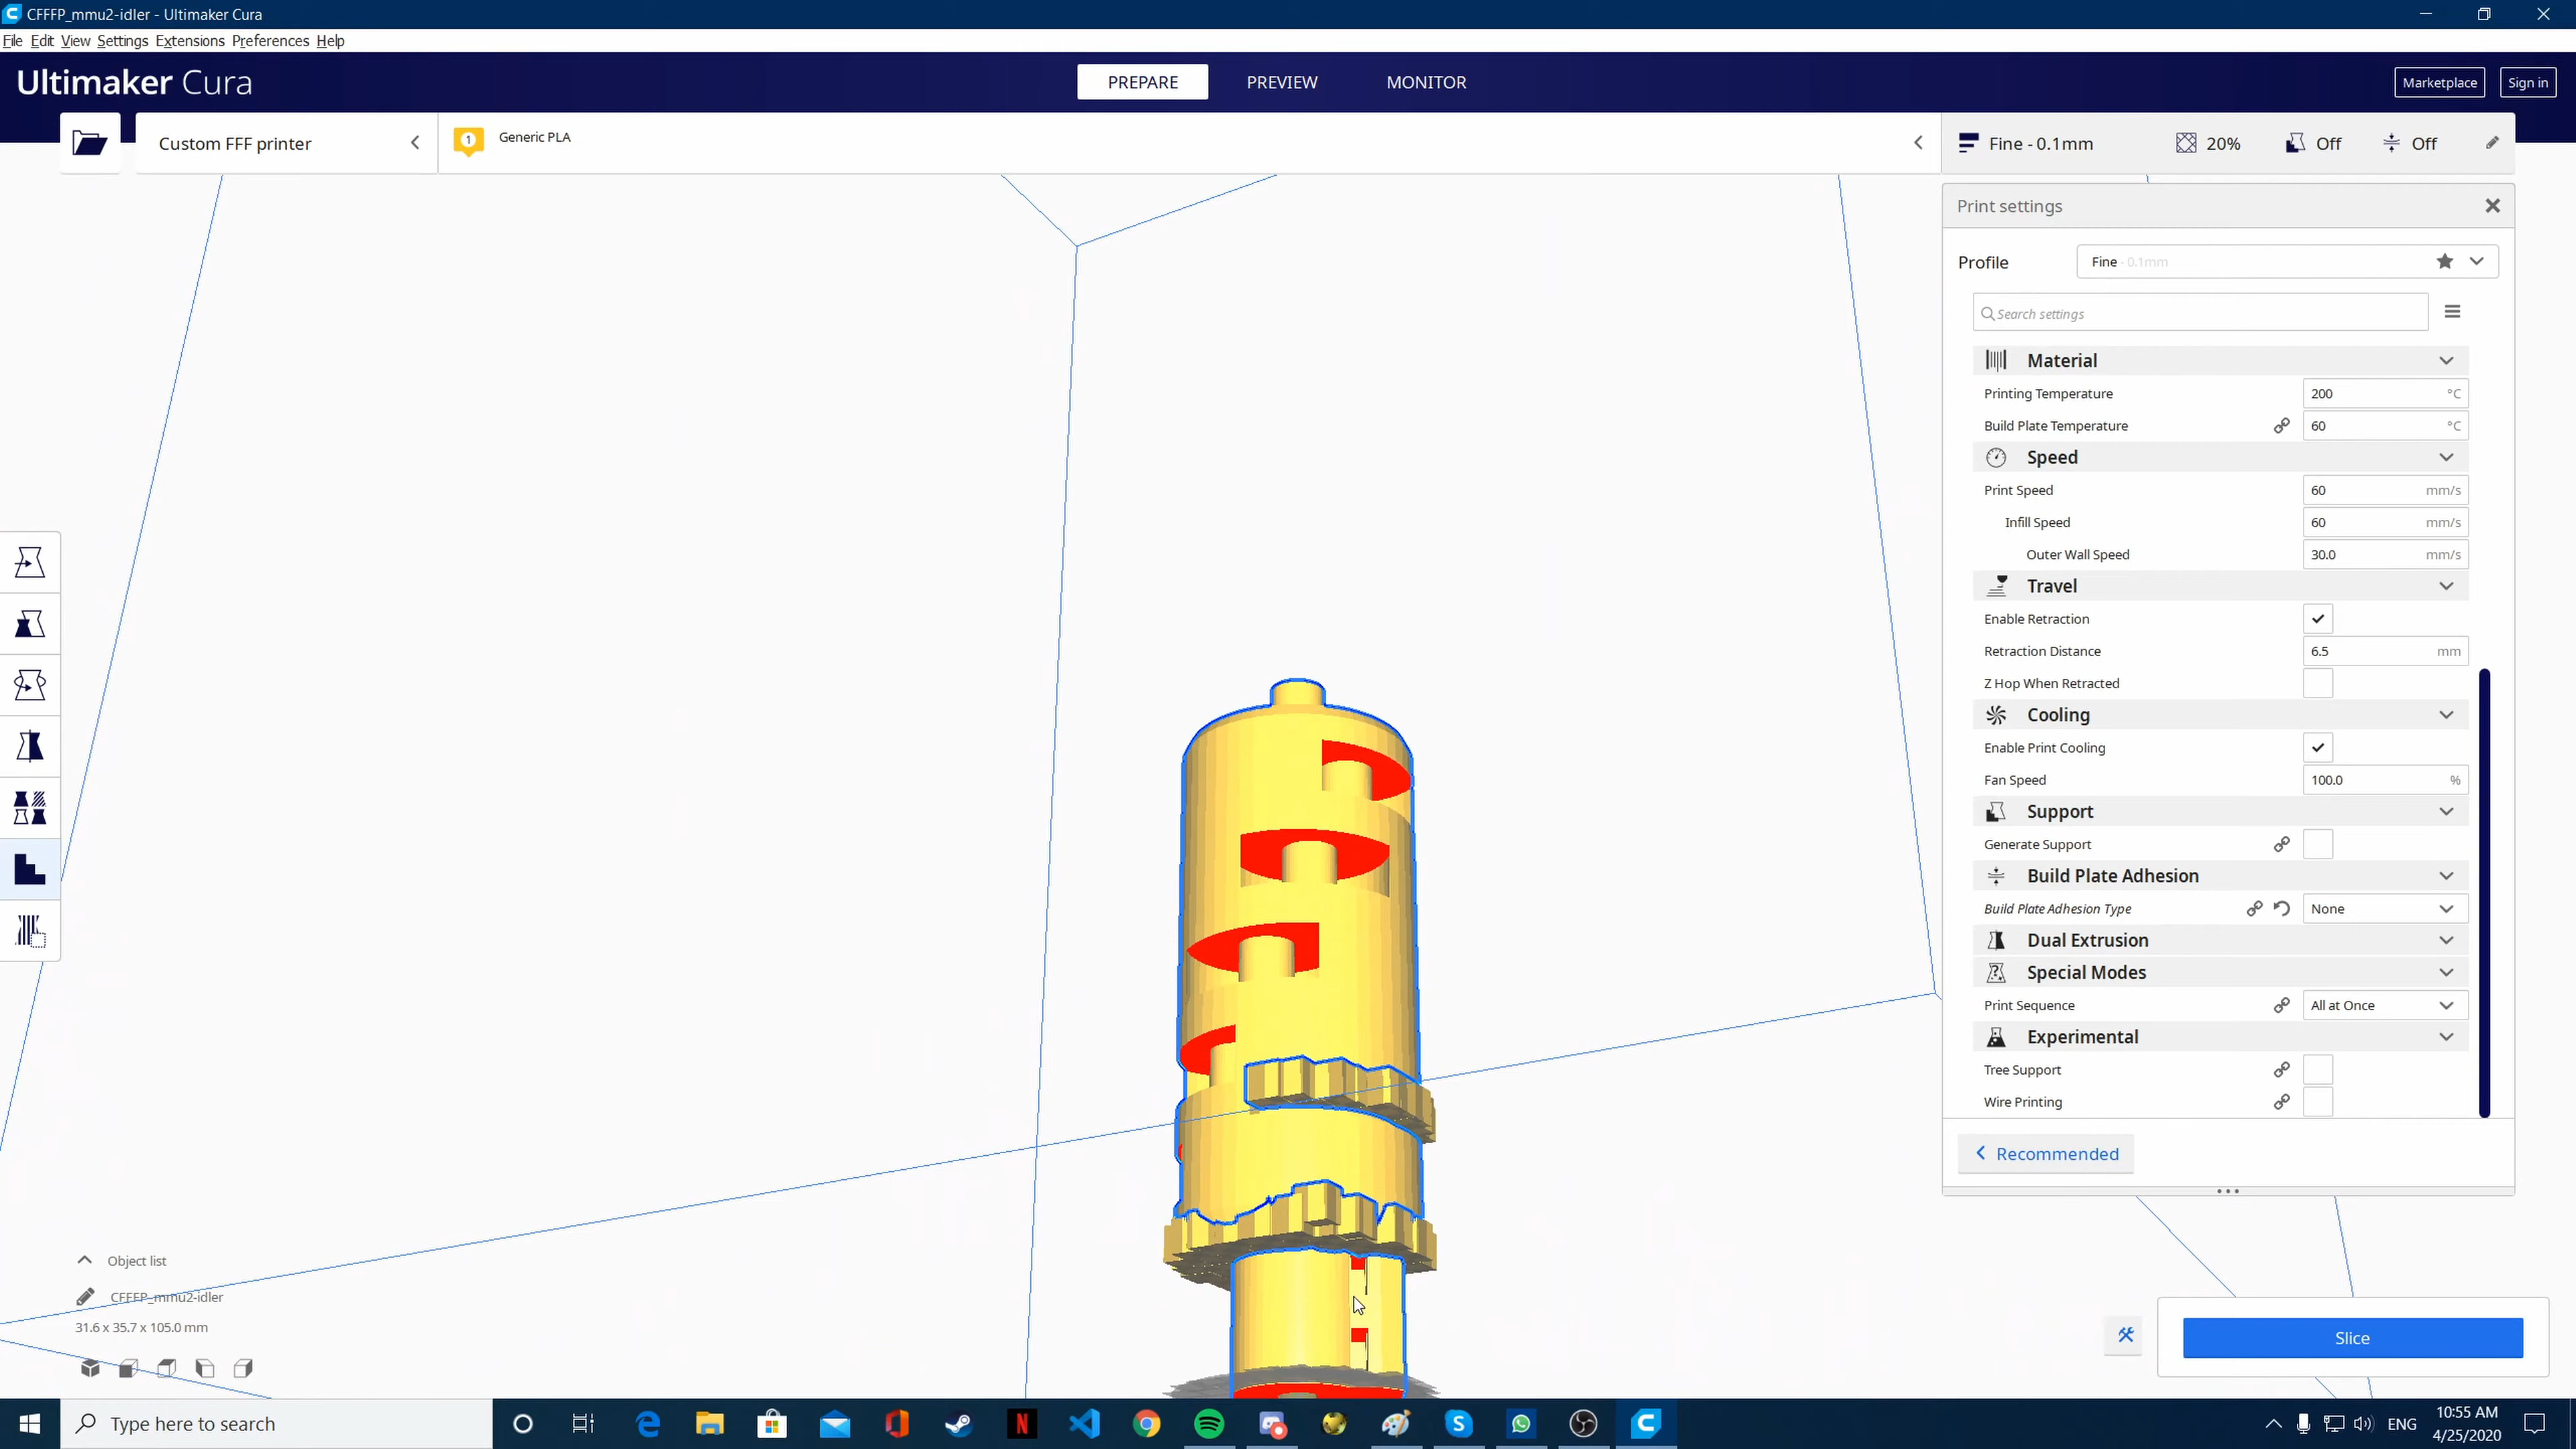 CFFFP_mmu2-idler - Ultimaker Cura
File Edit View Settings Extensions Preferences Help
Ultimaker Cura
PREPARE PREVIEW MONITOR
Marketplace Sign in
Custom FFF printer
1 Generic PLA
Fine - 0.1mm 20% Off Off
Print settings
Profile Fine - 0.1mm
Search settings
Material
Printing Temperature 200 °C
Build Plate Temperature 60 °C
Speed
Print Speed 60 mm/s
Infill Speed 60 mm/s
Outer Wall Speed 30.0 mm/s
Travel
Enable Retraction
Retraction Distance 6.5 mm
Z Hop When Retracted
Cooling
Enable Print Cooling
Fan Speed 100.0 %
Support
Generate Support
Build Plate Adhesion
Build Plate Adhesion Type None
Dual Extrusion
Special Modes
Print Sequence All at Once
Experimental
Tree Support
Wire Printing
Recommended
Object list
CFFFP_mmu2-idler
31.6 x 35.7 x 105.0 mm
Slice
Type here to search
ENG
10:55 AM
4/25/2020